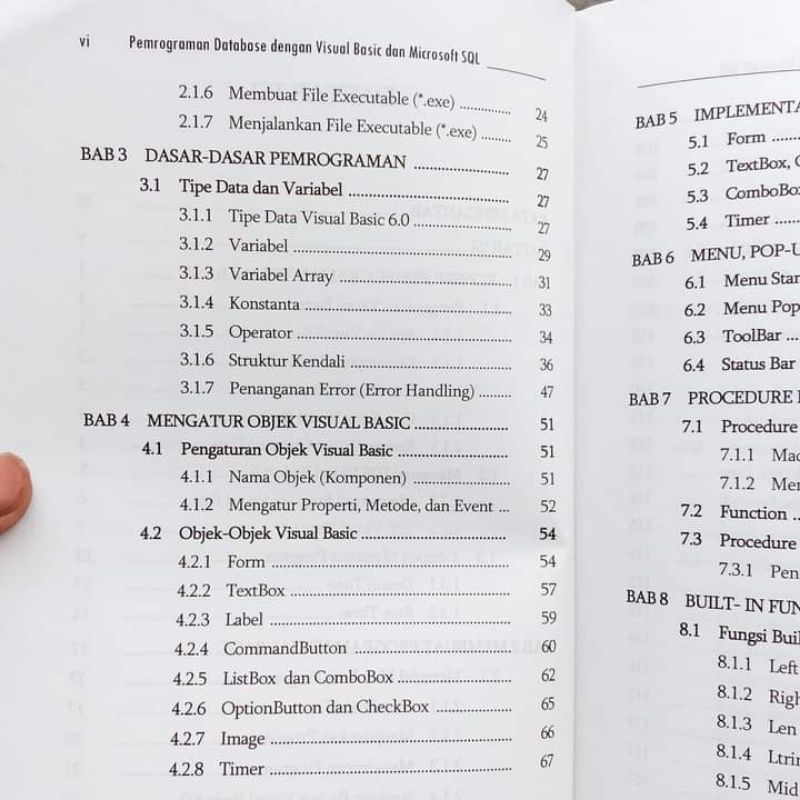 vi Pemrograman Database dengan Visual Basic dan Microsoft SQL
2.1.6 Membuat File Executable (*.exe) .............. 24
2.1.7 Menjalankan File Executable (*.exe) ........ 25
BAB 3 DASAR-DASAR PEMROGRAMAN ......................... 27
3.1 Tipe Data dan Variabel ........................................... 27
3.1.1 Tipe Data Visual Basic 6.0 .......................... 27
3.1.2 Variabel .......................................................... 29
3.1.3 Variabel Array .............................................. 31
3.1.4 Konstanta ...................................................... 33
3.1.5 Operator ........................................................ 34
3.1.6 Struktur Kendali ........................................... 36
3.1.7 Penanganan Error (Error Handling) ......... 47
BAB 4 MENGATUR OBJEK VISUAL BASIC ......................... 51
4.1 Pengaturan Objek Visual Basic .............................. 51
4.1.1 Nama Objek (Komponen) .......................... 51
4.1.2 Mengatur Properti, Metode, dan Event ... 52
4.2 Objek-Objek Visual Basic ....................................... 54
4.2.1 Form ............................................................... 54
4.2.2 TextBox .......................................................... 57
4.2.3 Label ............................................................... 59
4.2.4 CommandButton .......................................... 60
4.2.5 ListBox dan ComboBox .............................. 62
4.2.6 OptionButton dan CheckBox ..................... 65
4.2.7 Image .............................................................. 66
4.2.8 Timer .............................................................. 67
BAB 5 IMPLEMENTA
5.1 Form .......
5.2 TextBox,
5.3 ComboBox
5.4 Timer .....
BAB 6 MENU, POP-U
6.1 Menu Stan
6.2 Menu Pop
6.3 ToolBar ...
6.4 Status Bar
BAB 7 PROCEDURE
7.1 Procedure
7.1.1 Mac
7.1.2 Mer
7.2 Function ..
7.3 Procedure
7.3.1 Pen
BAB 8 BUILT- IN FUN
8.1 Fungsi Buil
8.1.1 Left
8.1.2 Righ
8.1.3 Len
8.1.4 Ltrir
8.1.5 Mid